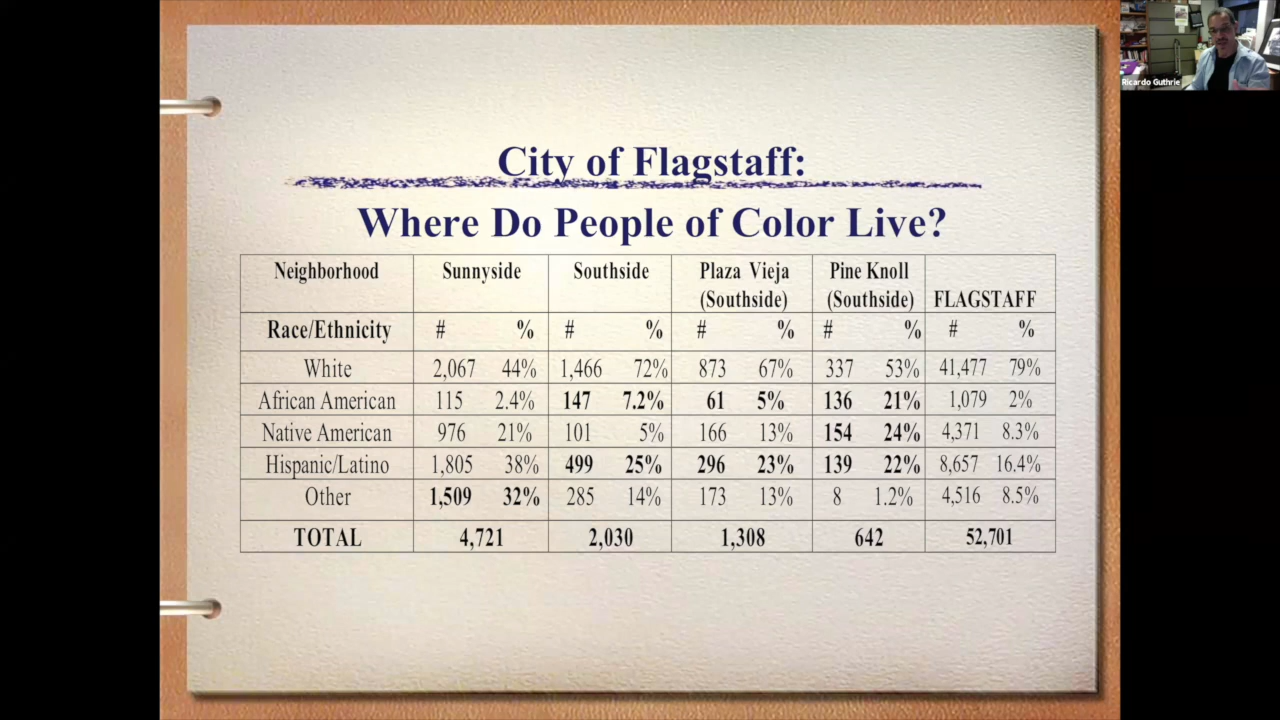 Ricardo Guthrie
City of Flagstaff:
Where Do People of Color Live?
Neighborhood Sunnyside Southside Plaza Vieja (Southside) Pine Knoll (Southside) FLAGSTAFF
Race/Ethnicity # % # % # % # % # %
White 2,067 44% 1,466 72% 873 67% 337 53% 41,477 79%
African American 115 2.4% 147 7.2% 61 5% 136 21% 1,079 2%
Native American 976 21% 101 5% 166 13% 154 24% 4,371 8.3%
Hispanic/Latino 1,805 38% 499 25% 296 23% 139 22% 8,657 16.4%
Other 1,509 32% 285 14% 173 13% 8 1.2% 4,516 8.5%
TOTAL 4,721 2,030 1,308 642 52,701